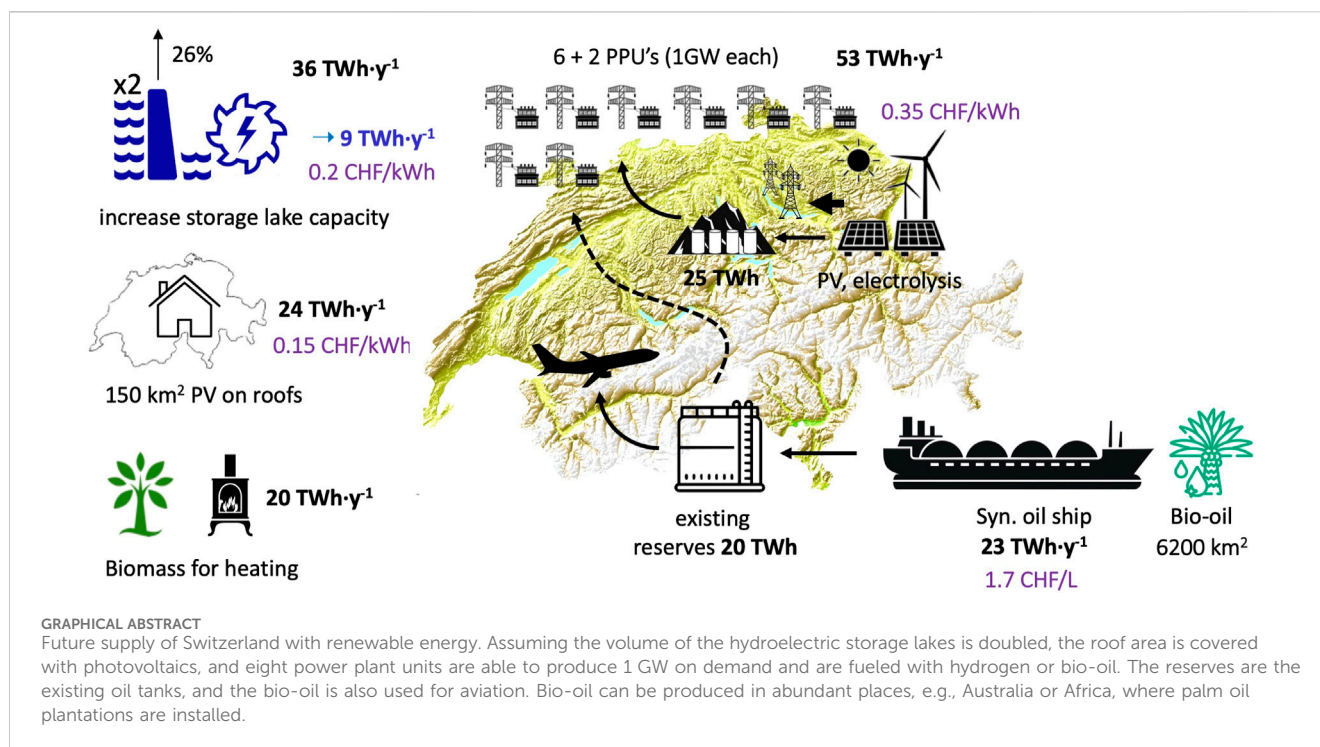 26%
x2
36 TWh·y⁻¹
→ 9 TWh·y⁻¹
0.2 CHF/kWh
increase storage lake capacity
24 TWh·y⁻¹
0.15 CHF/kWh
150 km² PV on roofs
20 TWh·y⁻¹
Biomass for heating
6 + 2 PPU's (1GW each)
53 TWh·y⁻¹
0.35 CHF/kWh
25 TWh
PV, electrolysis
existing
reserves 20 TWh
Syn. oil ship
23 TWh·y⁻¹
1.7 CHF/L
Bio-oil
6200 km²
GRAPHICAL ABSTRACT
Future supply of Switzerland with renewable energy. Assuming the volume of the hydroelectric storage lakes is doubled, the roof area is covered
with photovoltaics, and eight power plant units are able to produce 1 GW on demand and are fueled with hydrogen or bio-oil. The reserves are the
existing oil tanks, and the bio-oil is also used for aviation. Bio-oil can be produced in abundant places, e.g., Australia or Africa, where palm oil
plantations are installed.